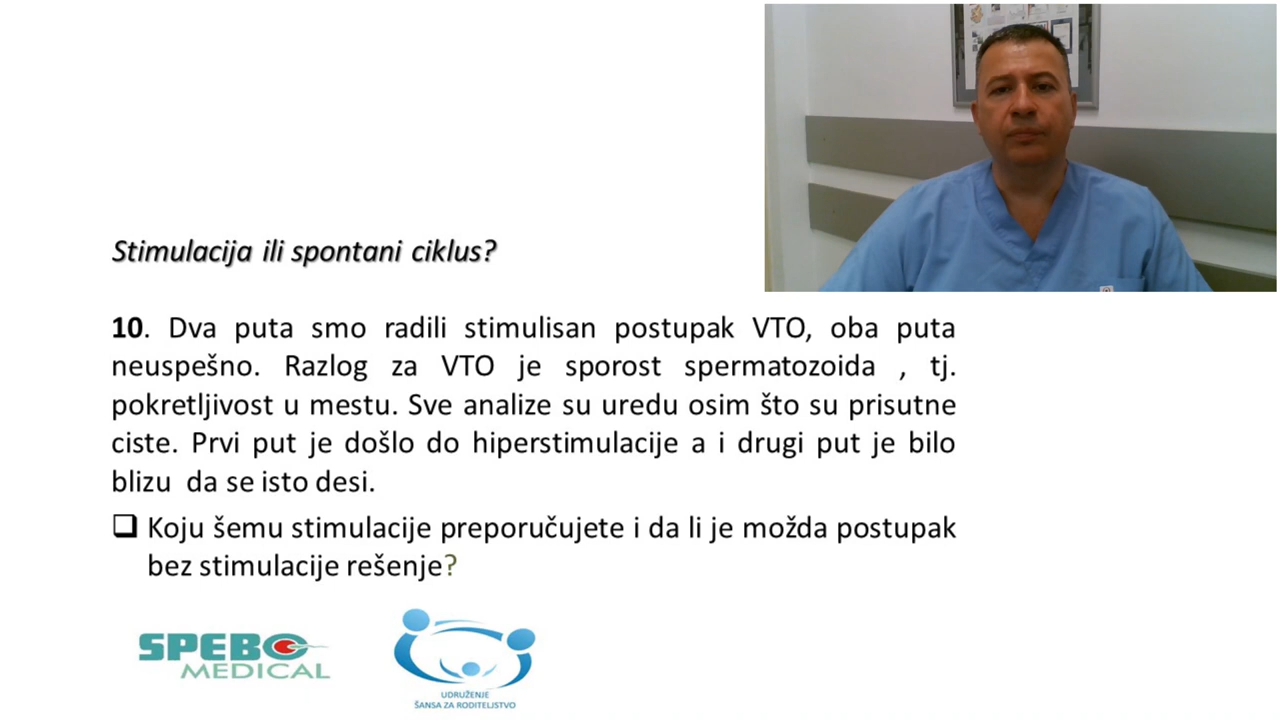 Stimulacija ili spontani ciklus?
10. Dva puta smo radili stimulisan postupak VTO, oba puta
neuspešno. Razlog za VTO je sporost spermatozoida , tj.
pokretljivost u mestu. Sve analize su uredu osim što su prisutne
ciste. Prvi put je došlo do hiperstimulacije a i drugi put je bilo
blizu da se isto desi.
Koju šemu stimulacije preporučujete i da li je možda postupak
bez stimulacije rešenje?
SPEBO
MEDICAL
UDRUŽENJE
ŠANSA ZA RODITELJSTVO